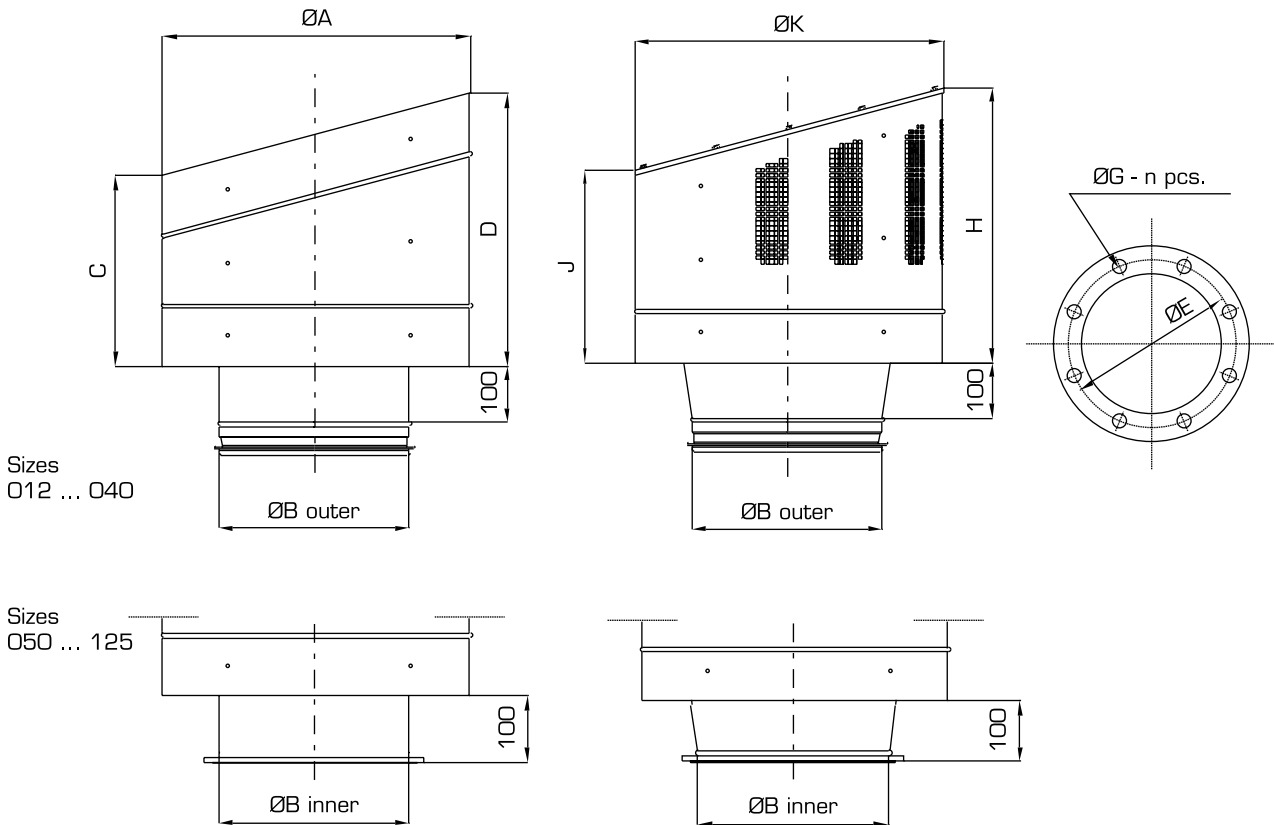 ØA
ØK
C
D
J
H
ØG - n pcs.
ØE
100
100
Sizes
012 ... 040
ØB outer
ØB outer
Sizes
050 ... 125
100
100
ØB inner
ØB inner